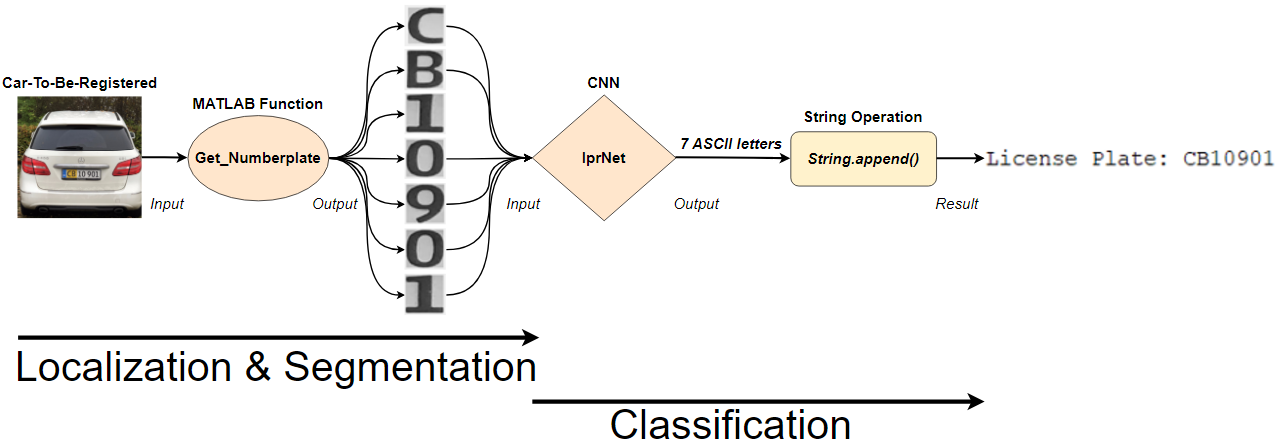 Car-To-Be-Registered
CB 10 901
Input
MATLAB Function
Get_Numberplate
Output
C
B
1
0
9
0
1
Input
CNN
lprNet
7 ASCII letters
Output
String Operation
String.append()
Result
License Plate: CB10901
Localization & Segmentation
Classification